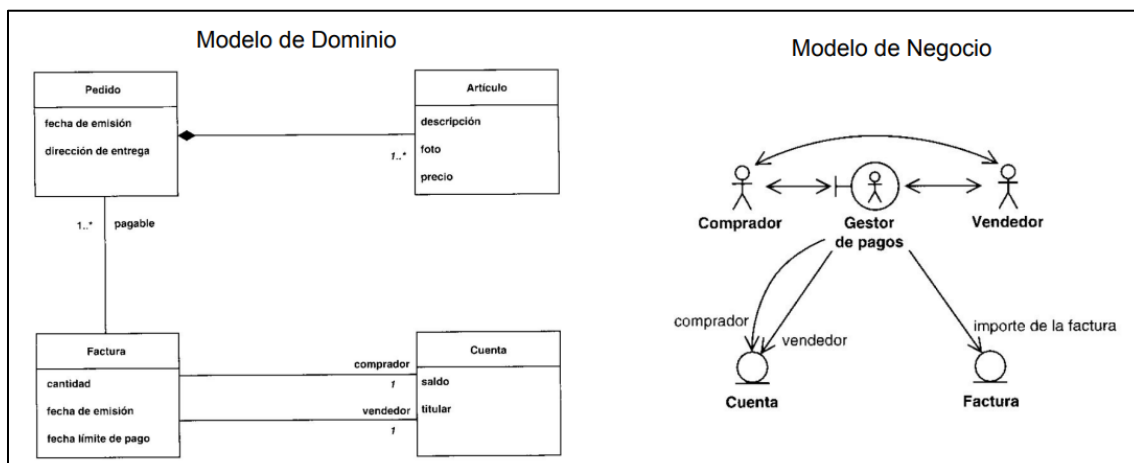 Modelo de Dominio
Pedido
fecha de emisión
dirección de entrega
1..*
Artículo
descripción
foto
precio
1..*
pagable
Factura
cantidad
fecha de emisión
fecha límite de pago
comprador
1
vendedor
1
Cuenta
saldo
titular
Modelo de Negocio
Comprador
Gestor
de pagos
Vendedor
comprador
vendedor
importe de la factura
Cuenta
Factura